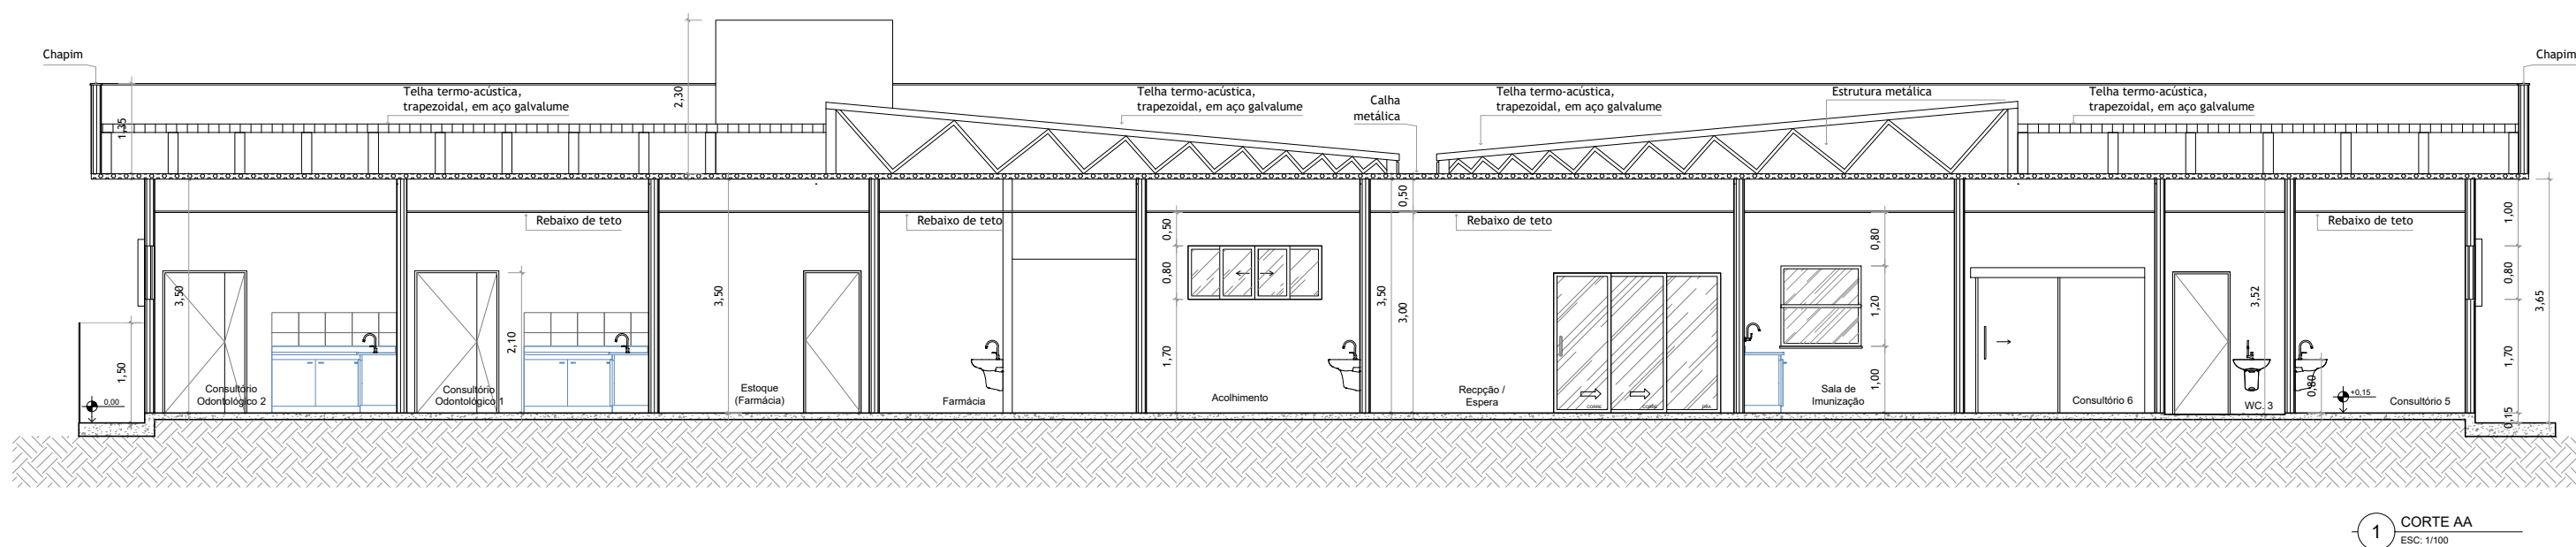 Chapim
Chapim
Telha termo-acústica,
trapezoidal, em aço galvalume
2,30
Telha termo-acústica,
trapezoidal, em aço galvalume
Calha
metálica
Telha termo-acústica,
trapezoidal, em aço galvalume
Estrutura metálica
Telha termo-acústica,
trapezoidal, em aço galvalume
1,35
Rebaixo de teto
Rebaixo de teto
0,50
0,50
Rebaixo de teto
Rebaixo de teto
1,00
3,50
3,50
0,80
3,50
3,00
0,80
1,20
3,52
0,80
3,65
2,10
1,50
1,70
1,00
1,70
0,80
0,15
0,00
+0,15
Consultório
Odontológico 2
Consultório
Odontológico 1
Estoque
(Farmácia)
Farmácia
Acolhimento
Recpção /
Espera
correr
correr
Sala de
Imunização
Consultório 6
WC. 3
Consultório 5
1
CORTE AA
ESC: 1/100